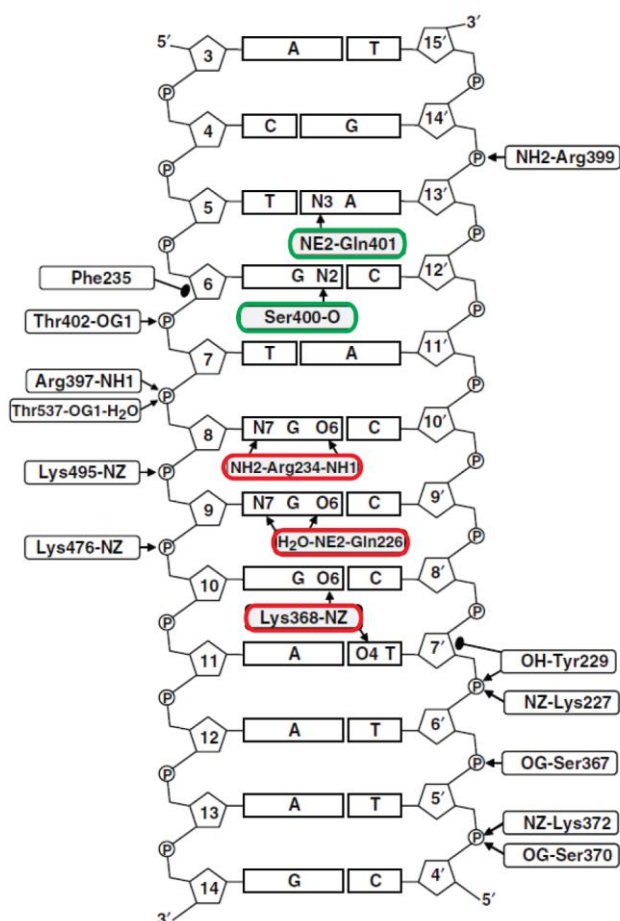 5′ 3 A T 15′ 3′
P P
4 C G 14′
P P NH2-Arg399
5 T N3 A 13′
NE2-Gln401
P P
Phe235 6 G N2 C 12′
Thr402-OG1 P Ser400-O P
7 T A 11′
Arg397-NH1
P P
Thr537-OG1-H₂O
8 N7 G O6 C 10′
NH2-Arg234-NH1
Lys495-NZ P P
9 N7 G O6 C 9′
H₂O-NE2-Gln226
Lys476-NZ P P
10 G O6 C 8′
Lys368-NZ
P P
11 A O4 T 7′
OH-Tyr229
P P
NZ-Lys227
12 A T 6′
P P OG-Ser367
13 A T 5′
NZ-Lys372
P P
OG-Ser370
14 G C 4′
3′ 5′